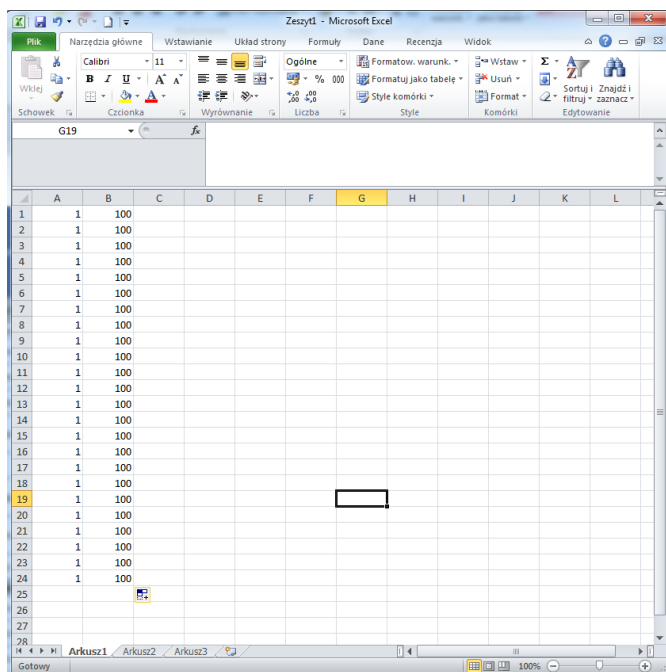 Zeszyt1 - Microsoft Excel
Plik Narzędzia główne Wstawianie Układ strony Formuły Dane Recenzja Widok
Wklej
Calibri 11
B I U A A A
Ogólne
% 000
Formatow. warunk.
Formatuj jako tabelę
Style komórki
Wstaw
Usuń
Format
Σ
Sortuj i filtruj
Znajdź i zaznacz
Schowek Czcionka Wyrównanie Liczba Style Komórki Edytowanie
G19 fx
A B C D E F G H I J K L
1 1 100
2 1 100
3 1 100
4 1 100
5 1 100
6 1 100
7 1 100
8 1 100
9 1 100
10 1 100
11 1 100
12 1 100
13 1 100
14 1 100
15 1 100
16 1 100
17 1 100
18 1 100
19 1 100
20 1 100
21 1 100
22 1 100
23 1 100
24 1 100
25
26
27
28
Arkusz1 Arkusz2 Arkusz3
Gotowy 100%